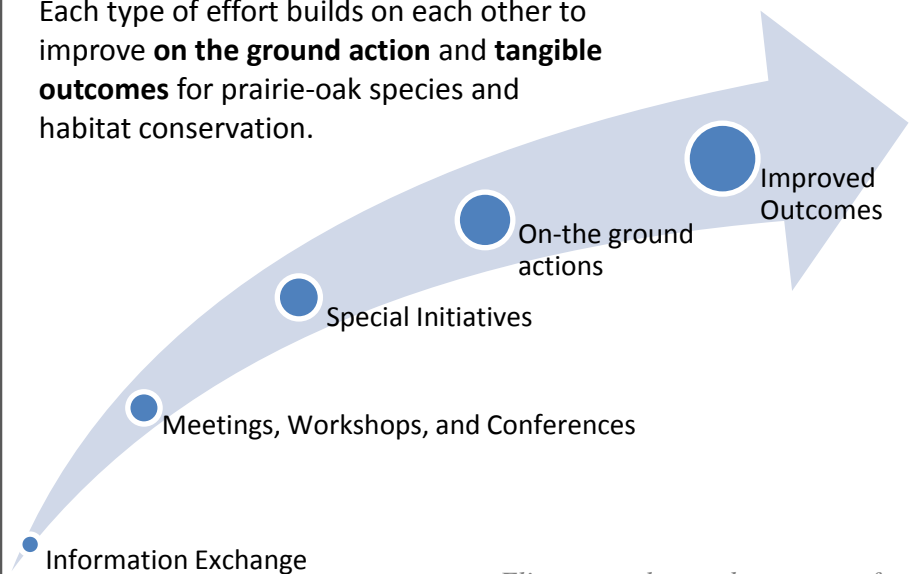 Each type of effort builds on each other to
improve on the ground action and tangible
outcomes for prairie-oak species and
habitat conservation.
Improved
Outcomes
On-the ground
actions
Special Initiatives
Meetings, Workshops, and Conferences
Information Exchange